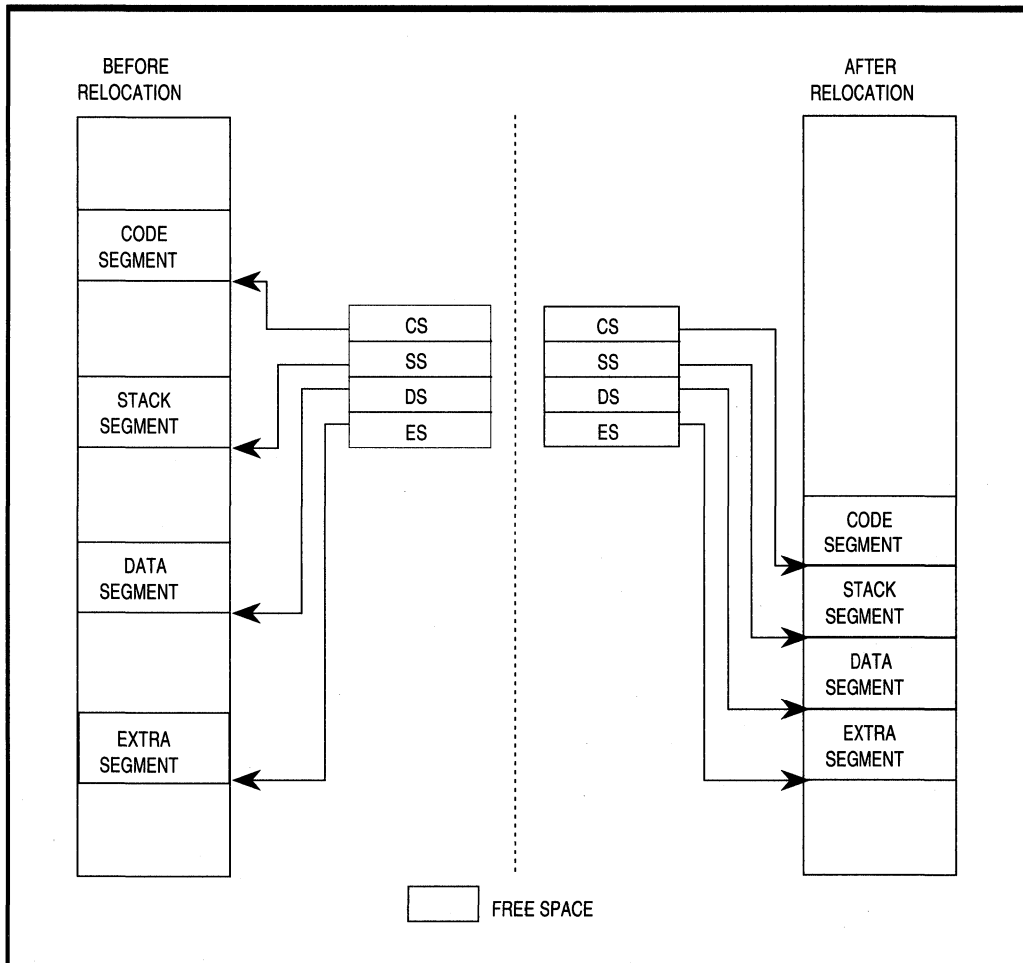 BEFORE
RELOCATION
CODE
SEGMENT
STACK
SEGMENT
DATA
SEGMENT
EXTRA
SEGMENT
CS
SS
DS
ES
CS
SS
DS
ES
AFTER
RELOCATION
CODE
SEGMENT
STACK
SEGMENT
DATA
SEGMENT
EXTRA
SEGMENT
FREE SPACE